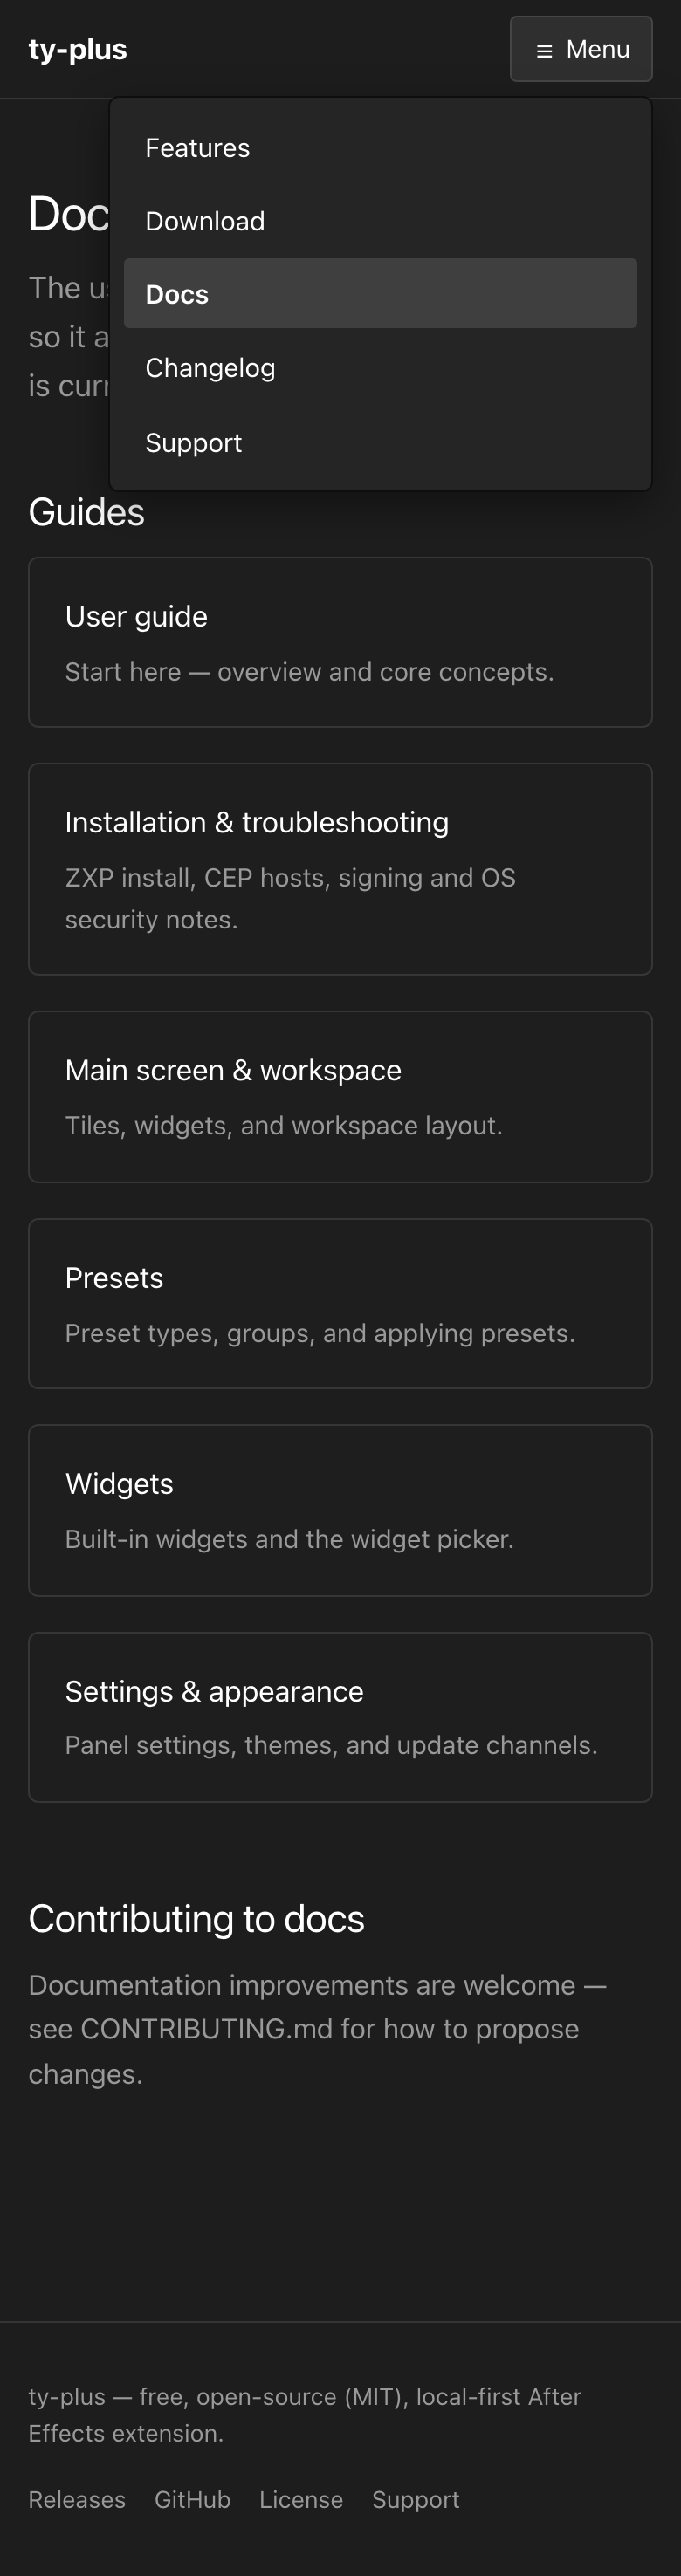 ty-plus
≡ Menu
Features
Download
Docs
Changelog
Support
Doc
The
so it
is
Guides
User guide
Start here — overview and core concepts.
Installation & troubleshooting
ZXP install, CEP hosts, signing and OS
security notes.
Main screen & workspace
Tiles, widgets, and workspace layout.
Presets
Preset types, groups, and applying presets.
Widgets
Built-in widgets and the widget picker.
Settings & appearance
Panel settings, themes, and update channels.
Contributing to docs
Documentation improvements are welcome —
see CONTRIBUTING.md for how to propose
changes.
ty-plus — free, open-source (MIT), local-first After
Effects extension.
Releases GitHub License Support